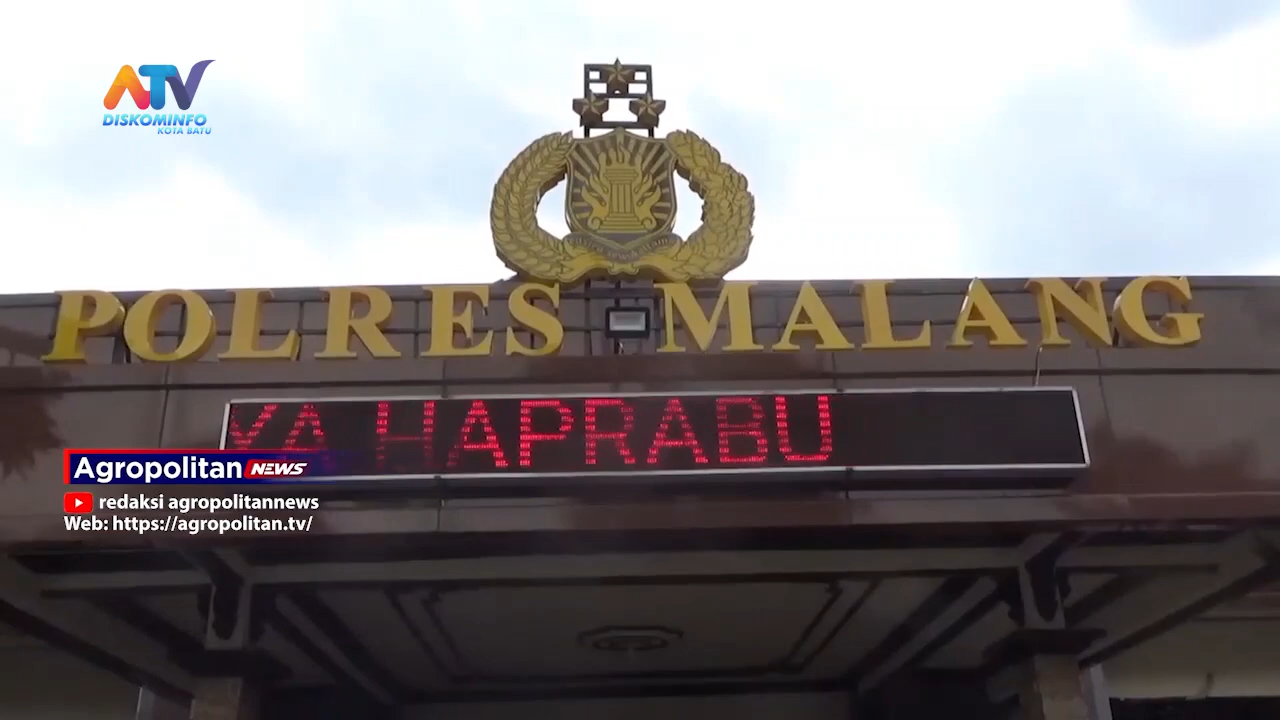 ATV
DISKOMINFO
KOTA BATU
POLRES MALANG
YA HAPRABU
Agropolitan NEWS
redaksi agropolitannews
Web: https://agropolitan.tv/